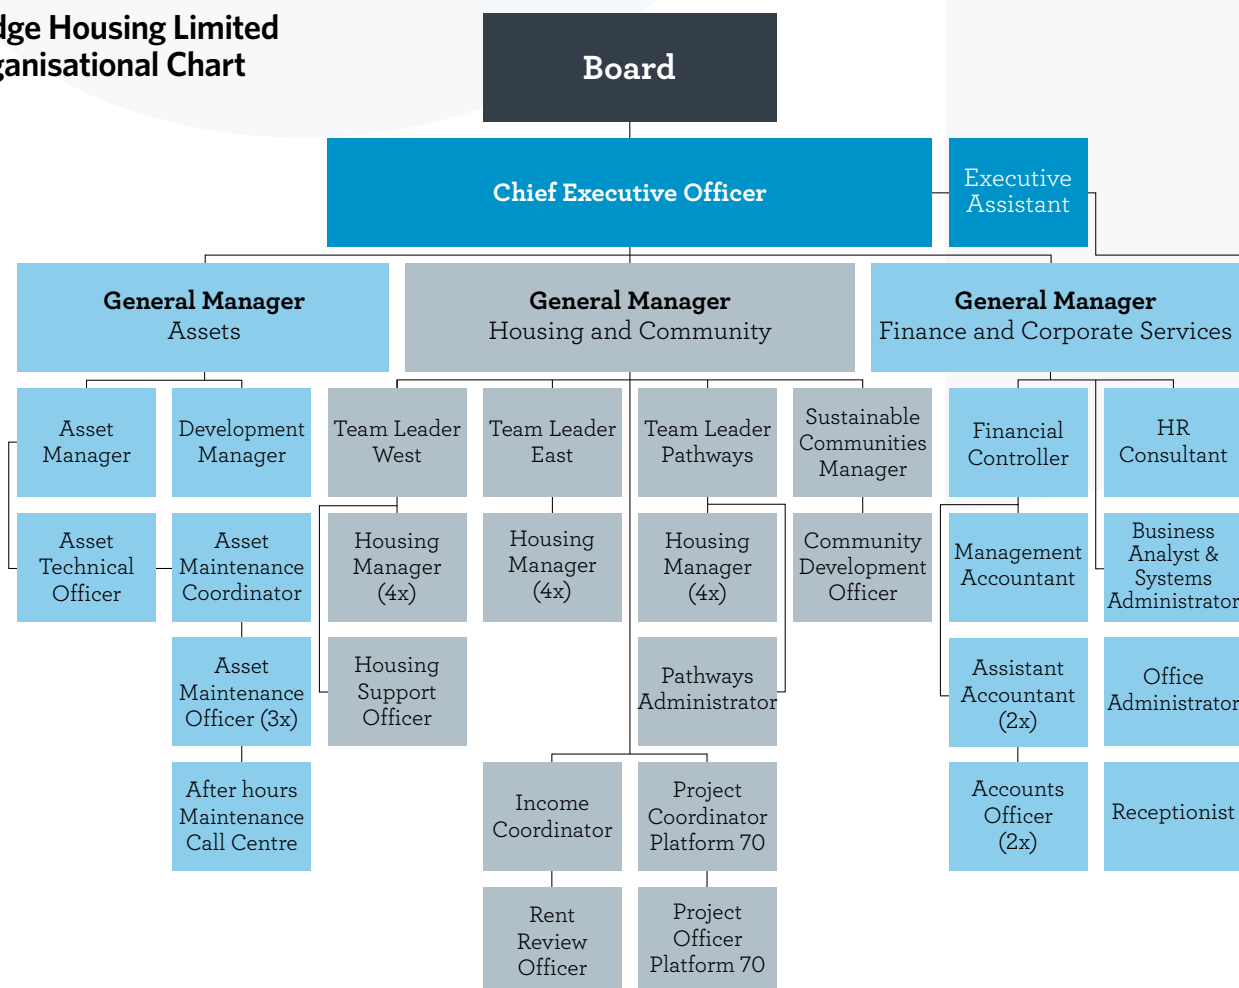 dge Housing Limited
ganisational Chart
Board
Chief Executive Officer
Executive
Assistant
General Manager
Assets
General Manager
Housing and Community
General Manager
Finance and Corporate Services
Asset
Manager
Development
Manager
Team Leader
West
Team Leader
East
Team Leader
Pathways
Sustainable
Communities
Manager
Financial
Controller
HR
Consultant
Asset
Technical
Officer
Asset
Maintenance
Coordinator
Housing
Manager
(4x)
Housing
Manager
(4x)
Housing
Manager
(4x)
Community
Development
Officer
Management
Accountant
Business
Analyst &
Systems
Administrator
Asset
Maintenance
Officer (3x)
Housing
Support
Officer
Pathways
Administrator
Assistant
Accountant
(2x)
Office
Administrator
After hours
Maintenance
Call Centre
Income
Coordinator
Project
Coordinator
Platform 70
Accounts
Officer
(2x)
Receptionist
Rent
Review
Officer
Project
Officer
Platform 70